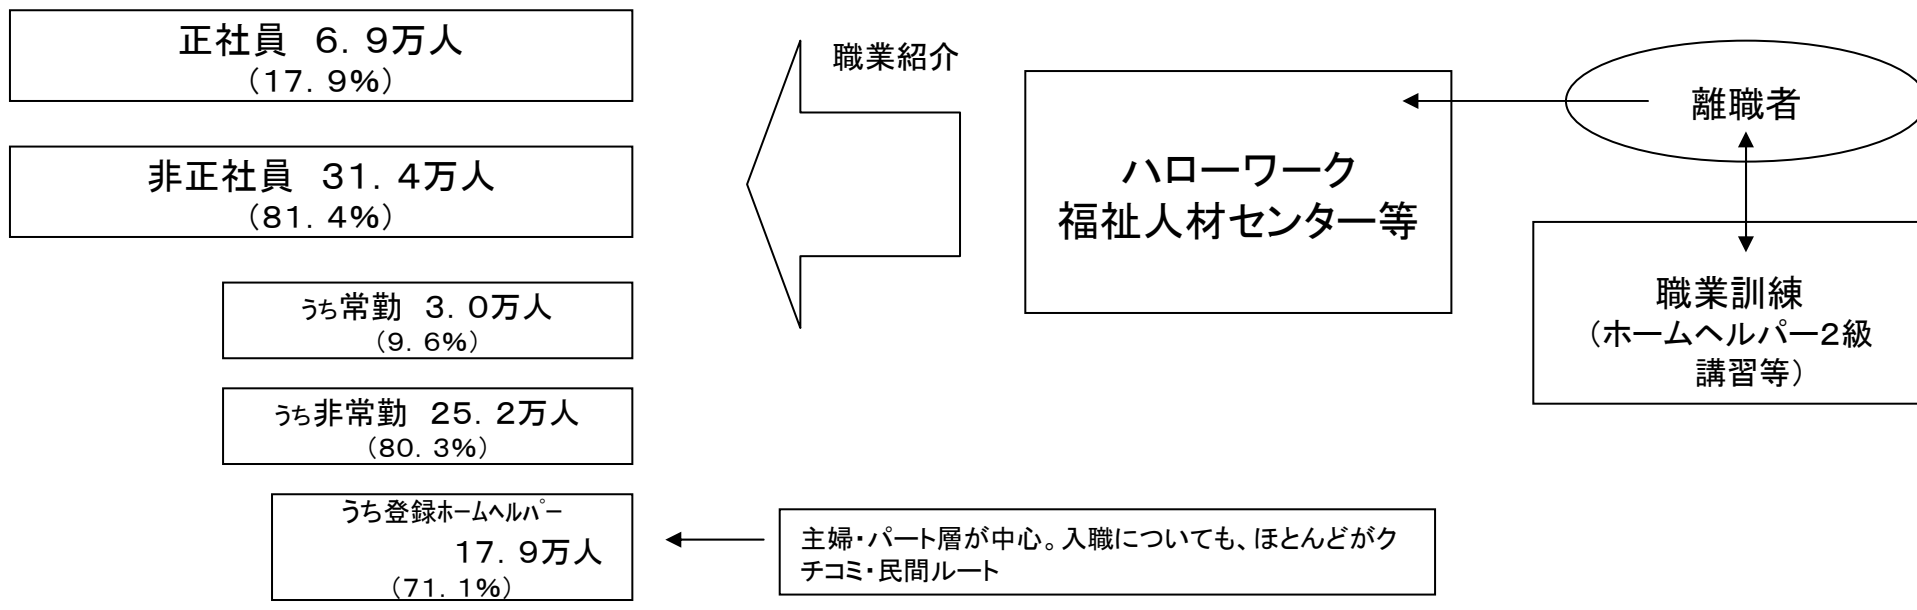 正社員　6．9万人
（17．9％）
非正社員　31．4万人
（81．4％）
うち常勤　3．0万人
（9．6％）
うち非常勤　25．2万人
（80．3％）
うち登録ホームヘルパー
17．9万人
（71．1％）
職業紹介
ハローワーク
福祉人材センター等
離職者
職業訓練
（ホームヘルパー2級
講習等）
主婦・パート層が中心。入職についても、ほとんどがク
チコミ・民間ルート